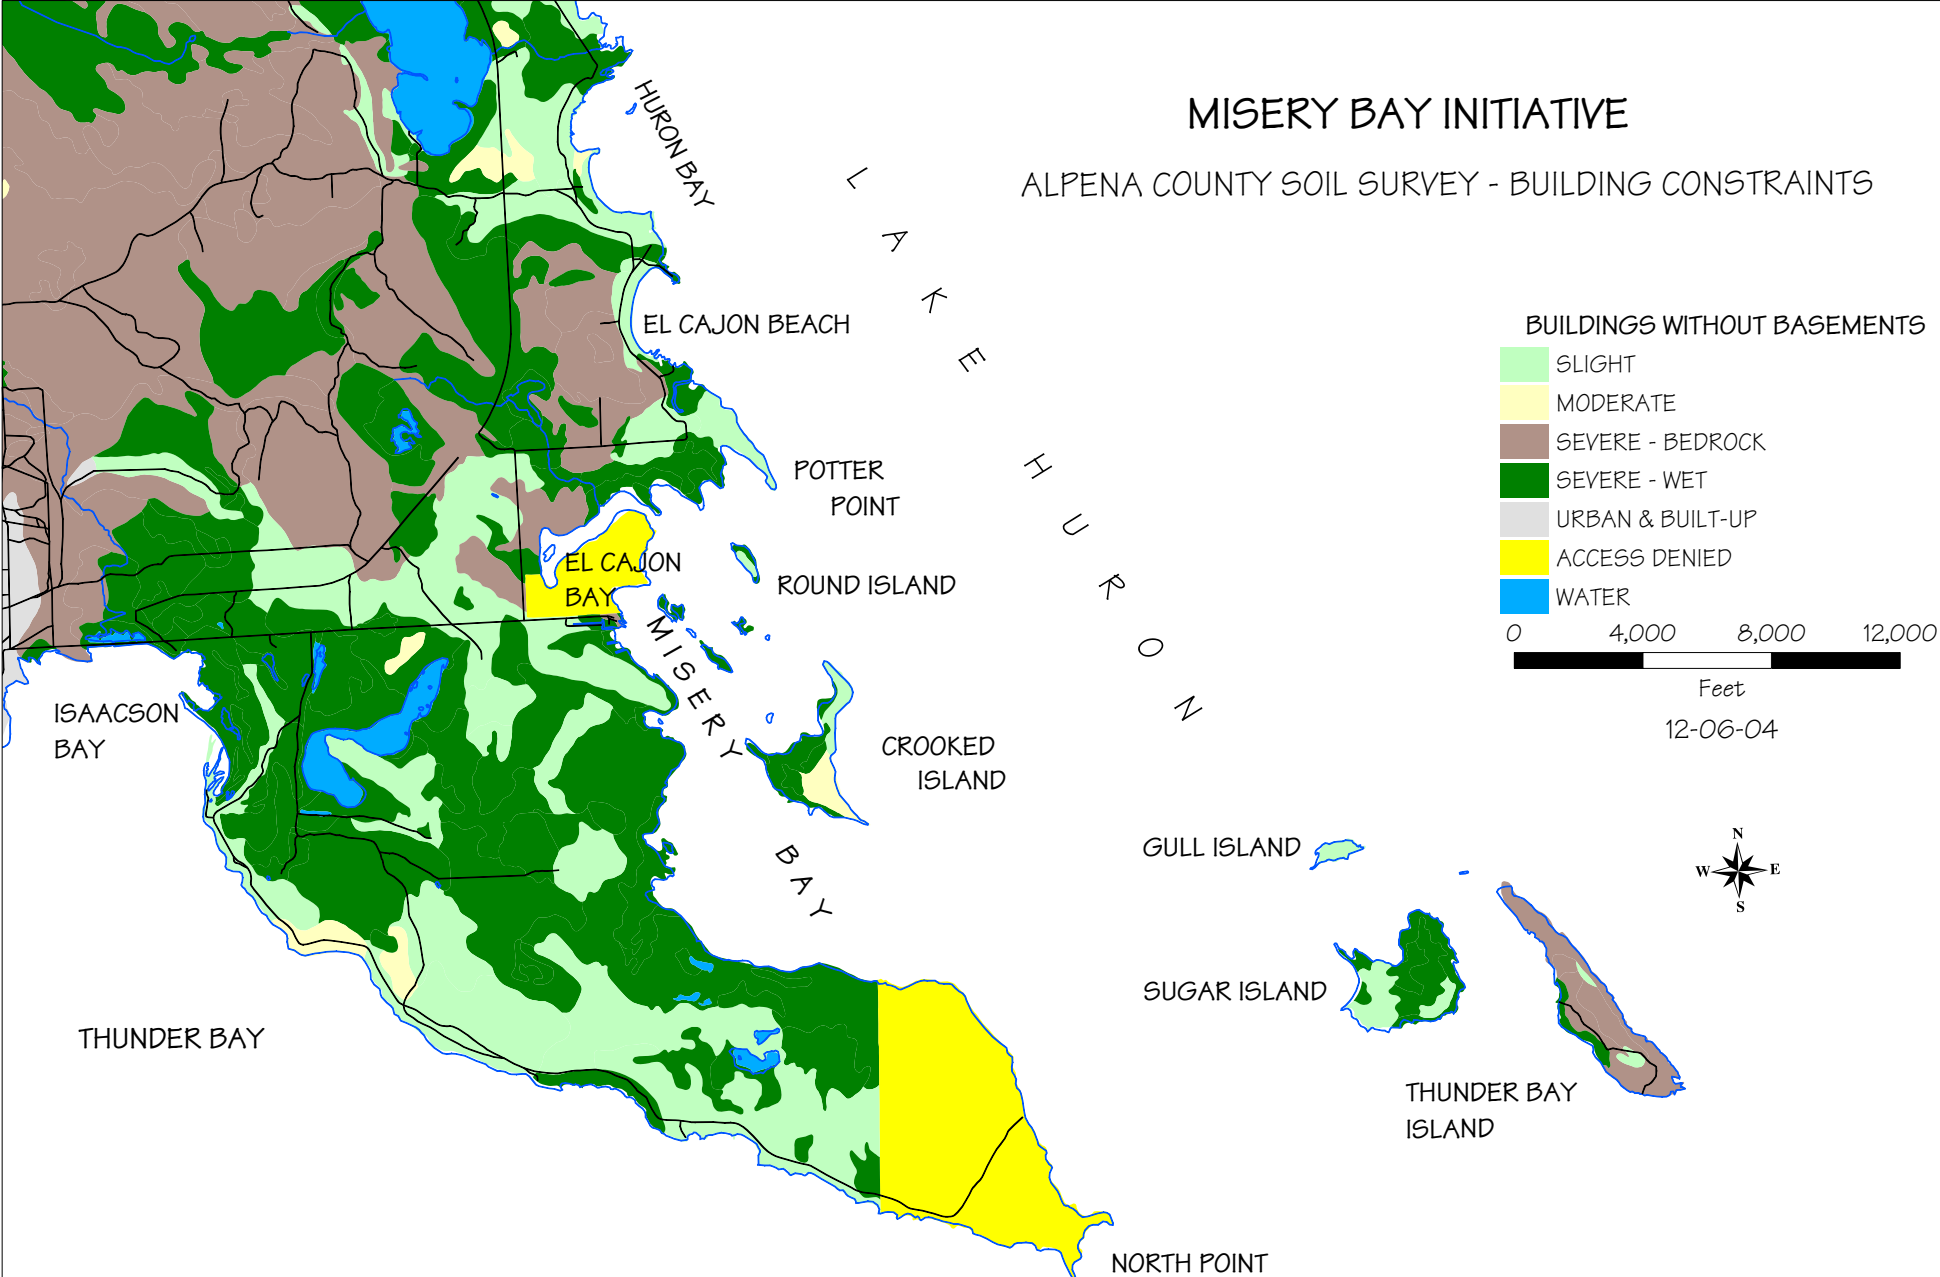 MISERY BAY INITIATIVE
ALPENA COUNTY SOIL SURVEY - BUILDING CONSTRAINTS
HURON BAY
LAKE HURON
EL CAJON BEACH
BUILDINGS WITHOUT BASEMENTS
SLIGHT
MODERATE
SEVERE - BEDROCK
SEVERE - WET
URBAN & BUILT-UP
ACCESS DENIED
WATER
0 4,000 8,000 12,000
Feet
12-06-04
POTTER
POINT
EL CAJON
BAY
ROUND ISLAND
MISERY BAY
ISAACSON
BAY
CROOKED
ISLAND
GULL ISLAND
N
W E
S
SUGAR ISLAND
THUNDER BAY
THUNDER BAY
ISLAND
NORTH POINT